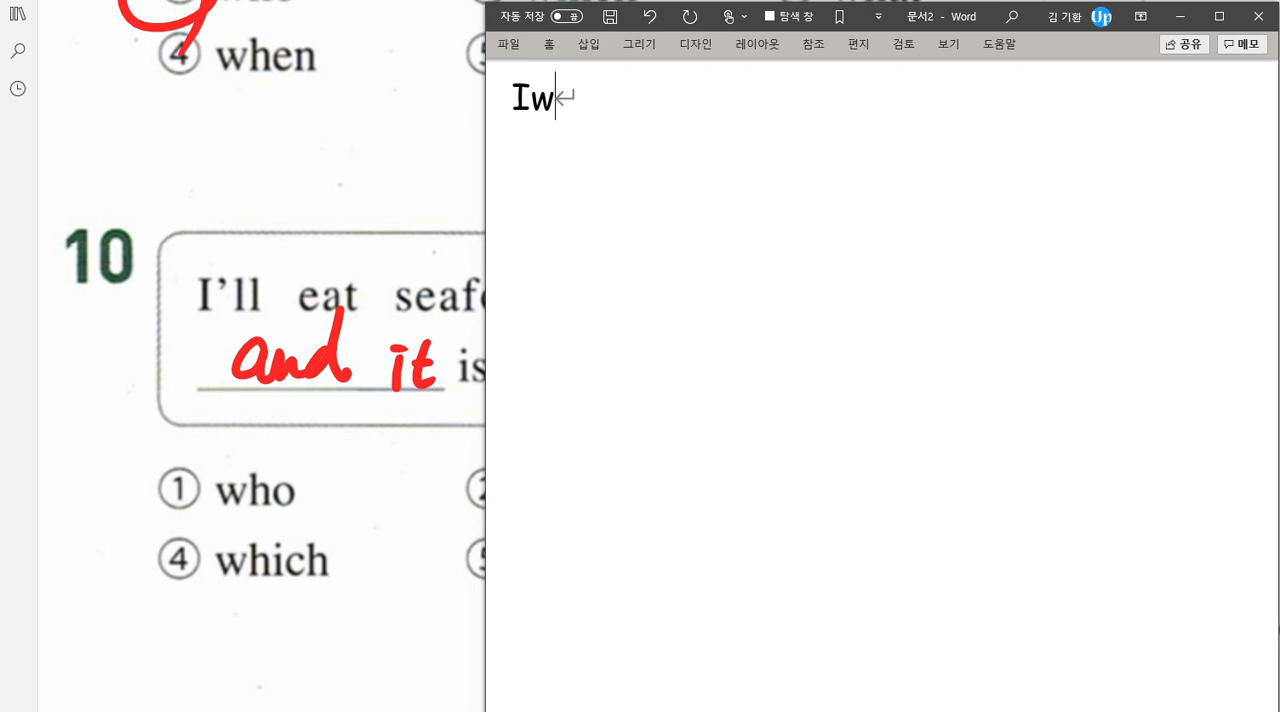 ④ when
자동 저장 끔 탐색 창 문서2 - Word 김 기환 Up
파일 홈 삽입 그리기 디자인 레이아웃 참조 편지 검토 보기 도움말 공유 메모
Iw
10
I'll eat seaf
and it is
① who
④ which